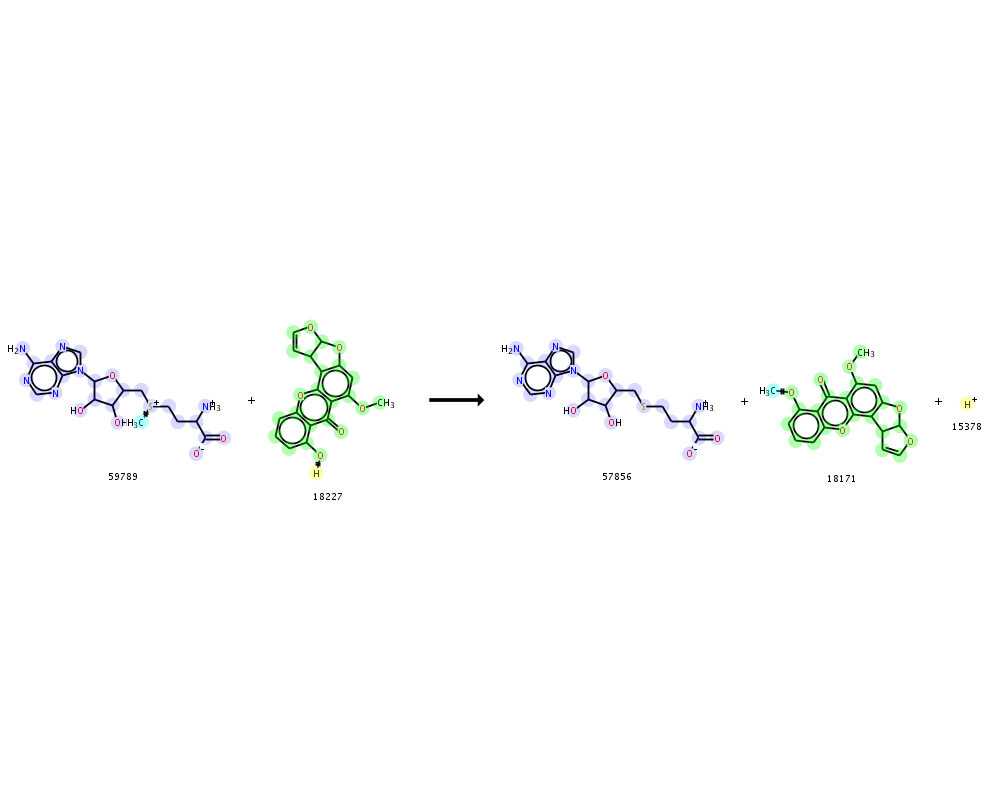 H₂N N N N N O HO OH S⁺ H₃C NH₃⁺ O O⁻
59789
+
O O O O O CH₃ O H
18227
H₂N N N N N O HO OH S NH₃⁺ O O⁻
57856
+
H₃C O O O CH₃ O O O
18171
+
H⁺
15378